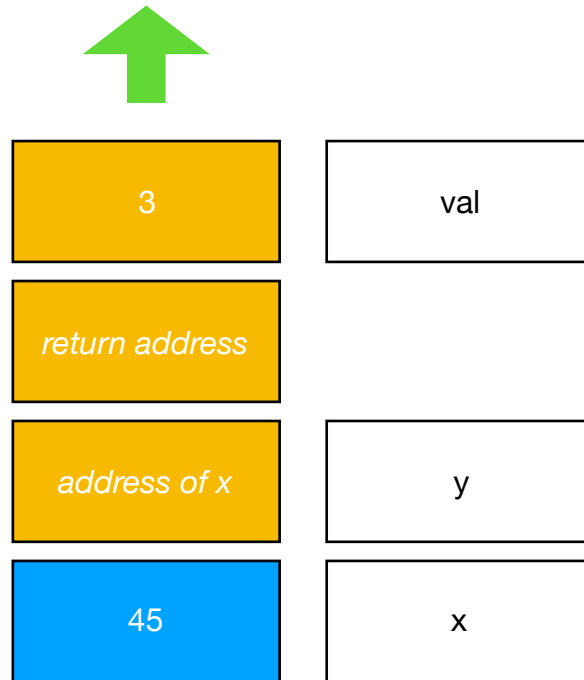 3
val
return address
address of x
y
45
x